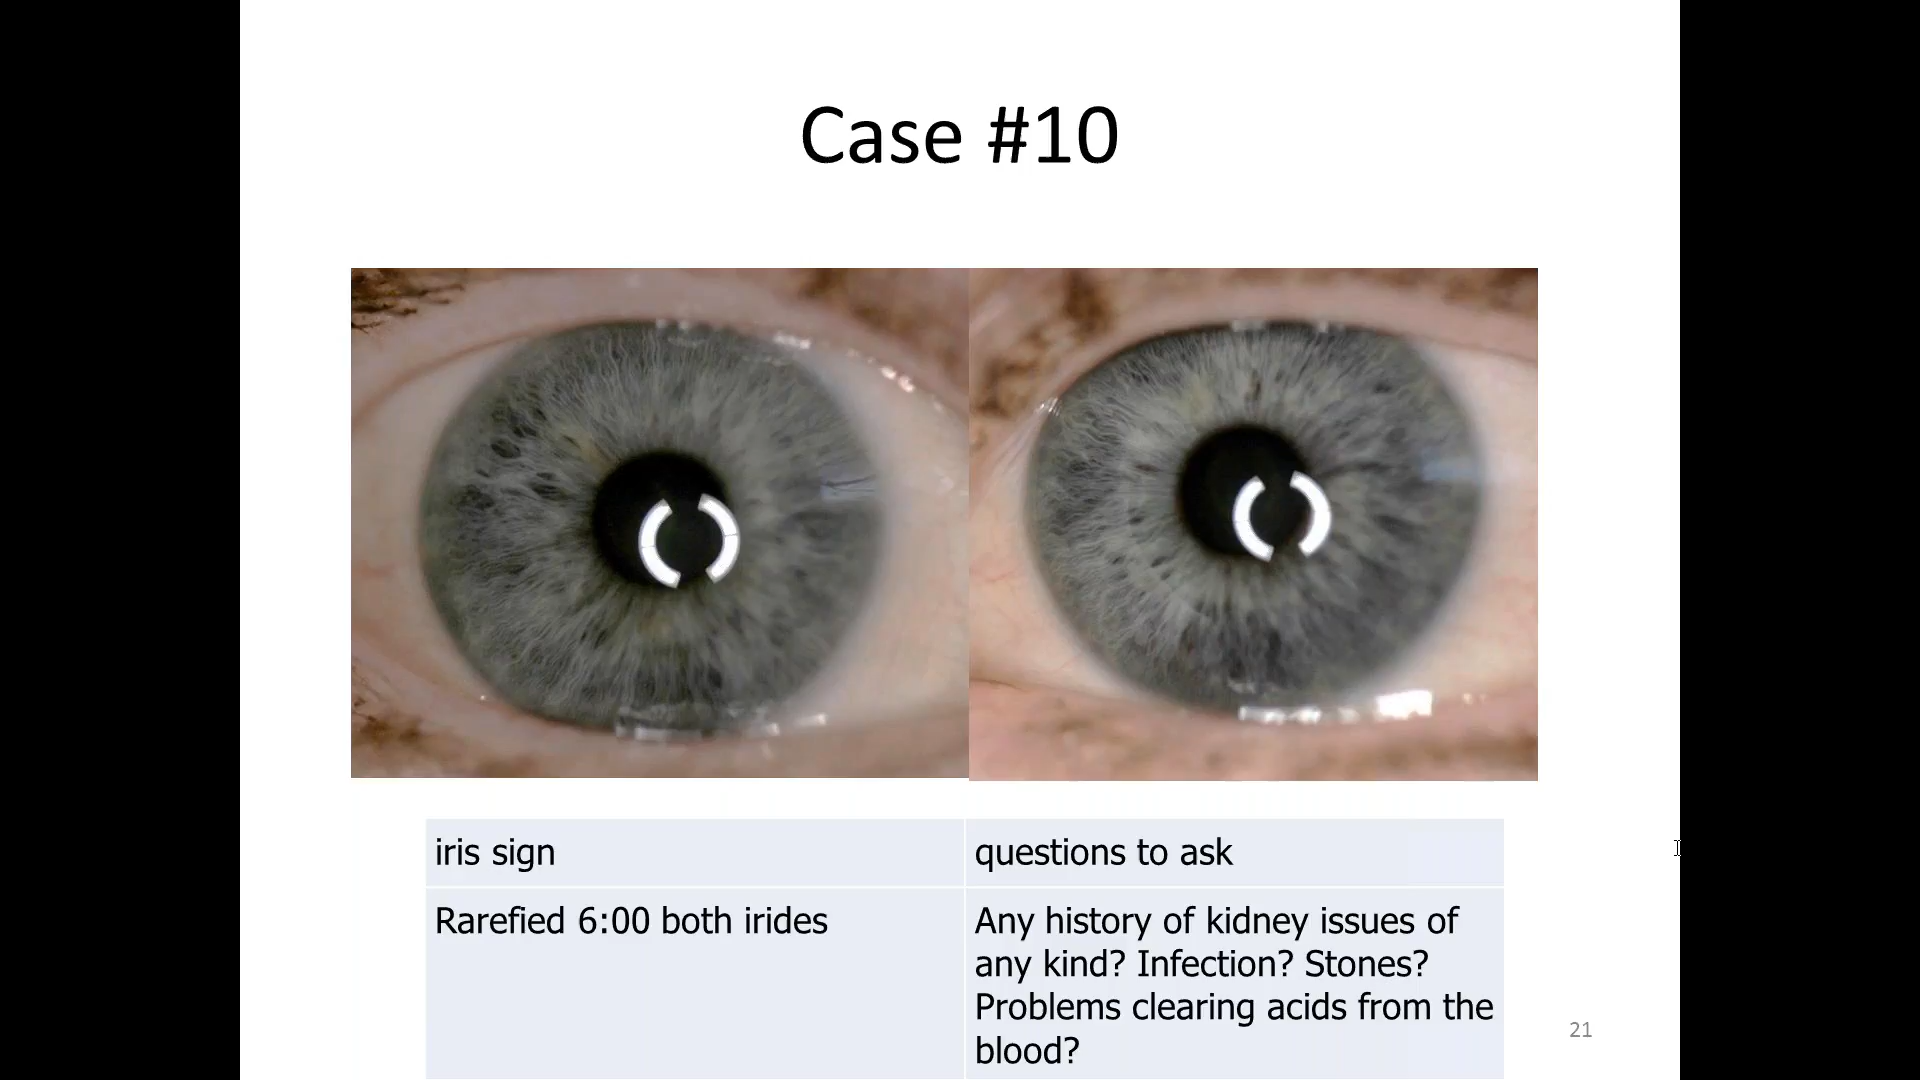 Case #10
iris sign
questions to ask
Rarefied 6:00 both irides
Any history of kidney issues of
any kind? Infection? Stones?
Problems clearing acids from the
blood?
21